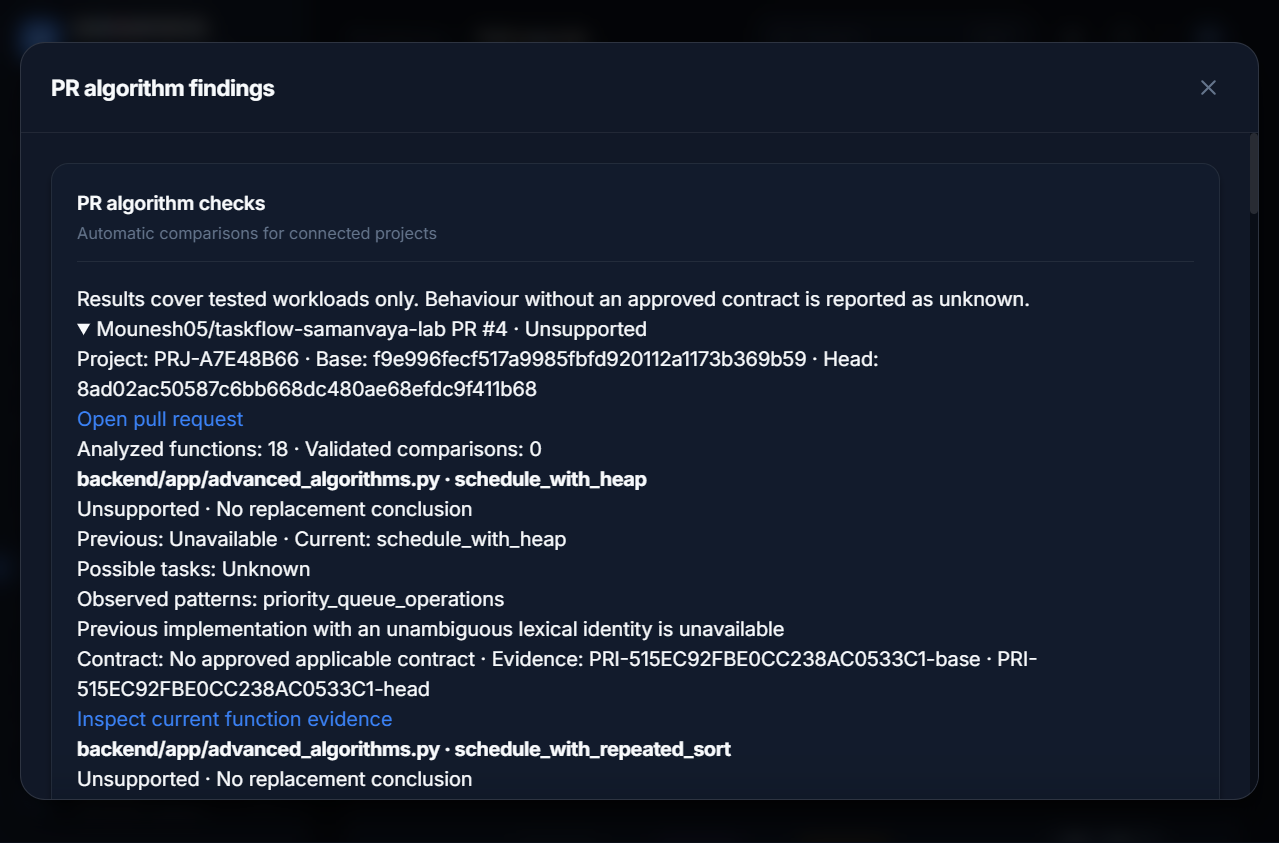 PR algorithm findings
PR algorithm checks
Automatic comparisons for connected projects
Results cover tested workloads only. Behaviour without an approved contract is reported as unknown.
▼ Mounesh05/taskflow-samanvaya-lab PR #4 · Unsupported
Project: PRJ-A7E48B66 · Base: f9e996fecf517a9985fbfd920112a1173b369b59 · Head:
8ad02ac50587c6bb668dc480ae68efdc9f411b68
Open pull request
Analyzed functions: 18 · Validated comparisons: 0
backend/app/advanced_algorithms.py · schedule_with_heap
Unsupported · No replacement conclusion
Previous: Unavailable · Current: schedule_with_heap
Possible tasks: Unknown
Observed patterns: priority_queue_operations
Previous implementation with an unambiguous lexical identity is unavailable
Contract: No approved applicable contract · Evidence: PRI-515EC92FBE0CC238AC0533C1-base · PRI-
515EC92FBE0CC238AC0533C1-head
Inspect current function evidence
backend/app/advanced_algorithms.py · schedule_with_repeated_sort
Unsupported · No replacement conclusion